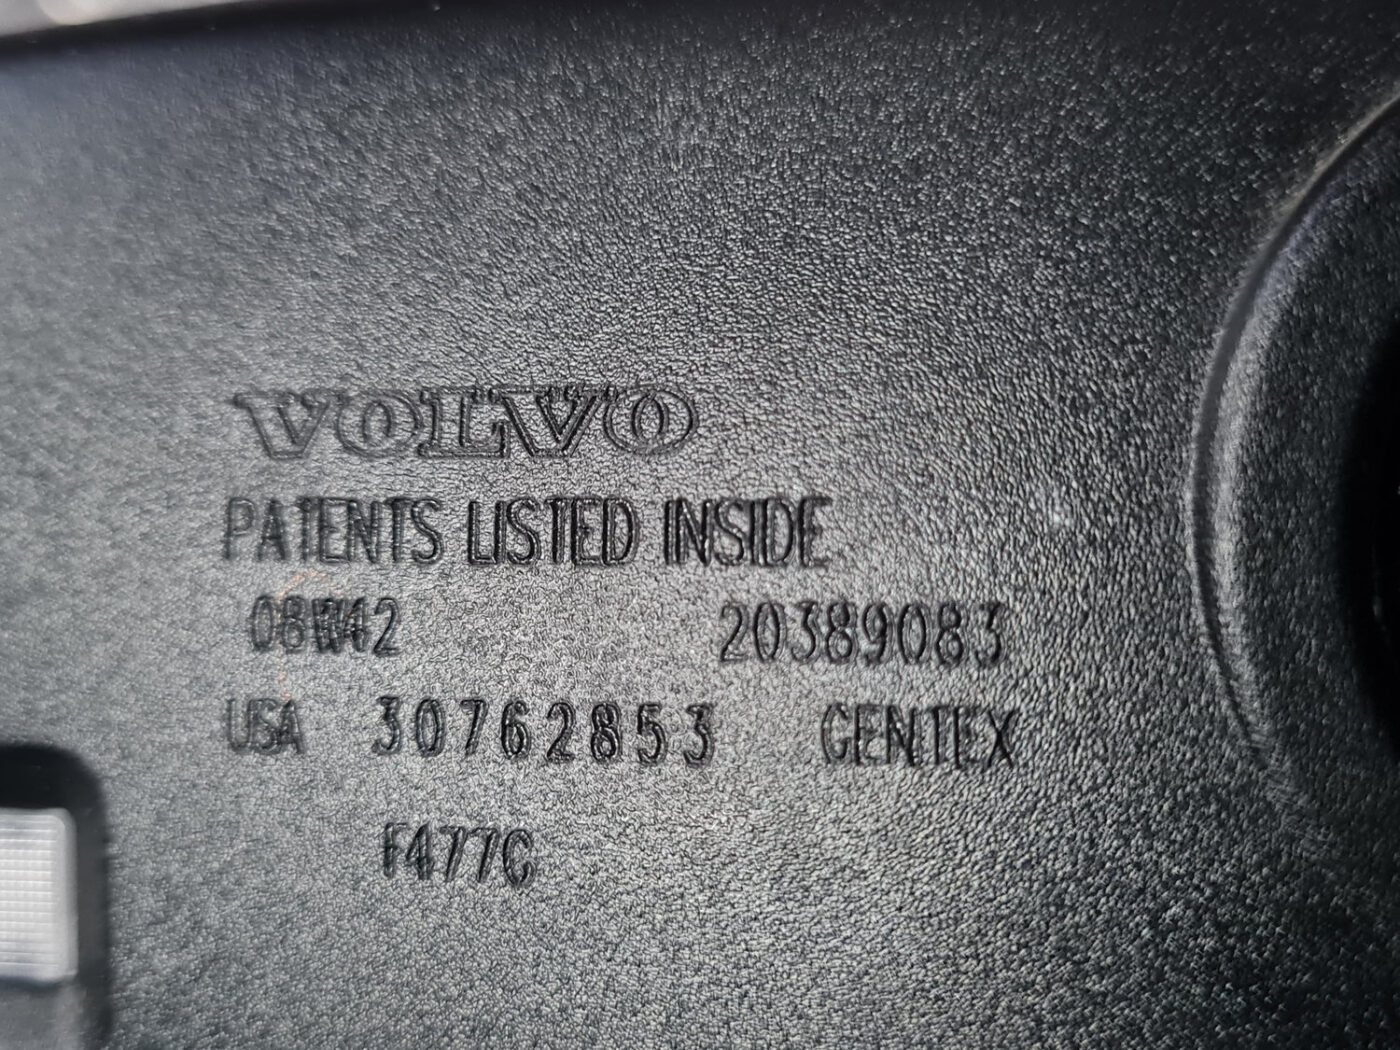 VOLVO
PATENTS LISTED INSIDE
08W42 20389083
USA 30762853 GENTEX
F477C